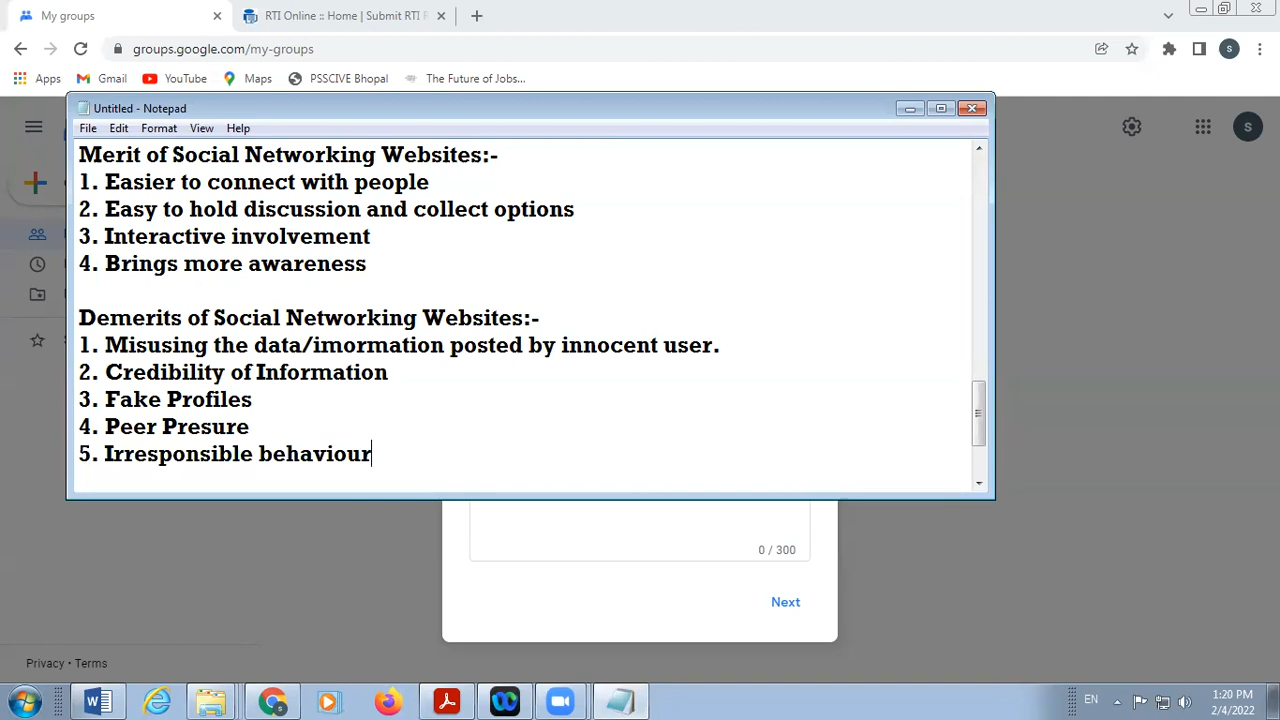 My groups
RTI Online :: Home | Submit RTI R
groups.google.com/my-groups
S
Apps
Gmail
YouTube
Maps
PSSCIVE Bhopal
The Future of Jobs...
Untitled - Notepad
File Edit Format View Help
S
Merit of Social Networking Websites:-
1. Easier to connect with people
2. Easy to hold discussion and collect options
3. Interactive involvement
4. Brings more awareness
Demerits of Social Networking Websites:-
1. Misusing the data/imormation posted by innocent user.
2. Credibility of Information
3. Fake Profiles
4. Peer Presure
5. Irresponsible behaviour
0 / 300
Next
Privacy • Terms
EN
1:20 PM
2/4/2022